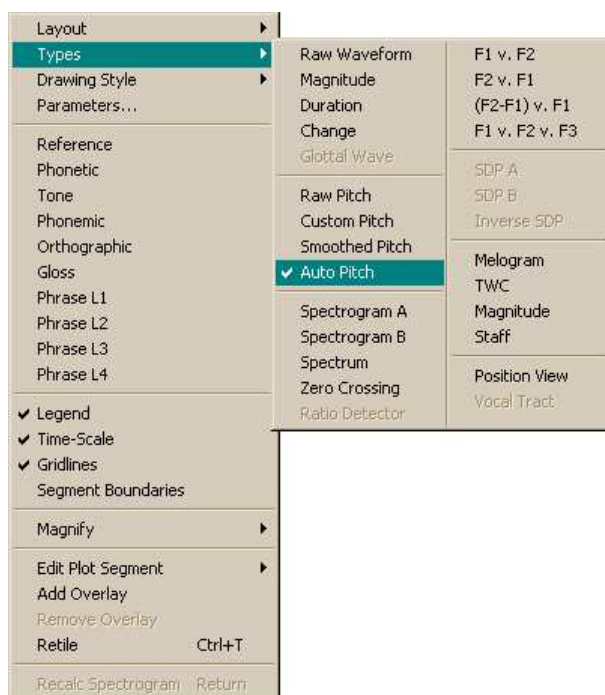 Layout
Types
Drawing Style
Parameters...
Reference
Phonetic
Tone
Phonemic
Orthographic
Gloss
Phrase L1
Phrase L2
Phrase L3
Phrase L4
Legend
Time-Scale
Gridlines
Segment Boundaries
Magnify
Edit Plot Segment
Add Overlay
Remove Overlay
Retile Ctrl+T
Recalc Spectrogram Return
Raw Waveform
Magnitude
Duration
Change
Glottal Wave
Raw Pitch
Custom Pitch
Smoothed Pitch
Auto Pitch
Spectrogram A
Spectrogram B
Spectrum
Zero Crossing
Ratio Detector
F1 v. F2
F2 v. F1
(F2-F1) v. F1
F1 v. F2 v. F3
SDP A
SDP B
Inverse SDP
Melogram
TWC
Magnitude
Staff
Position View
Vocal Tract